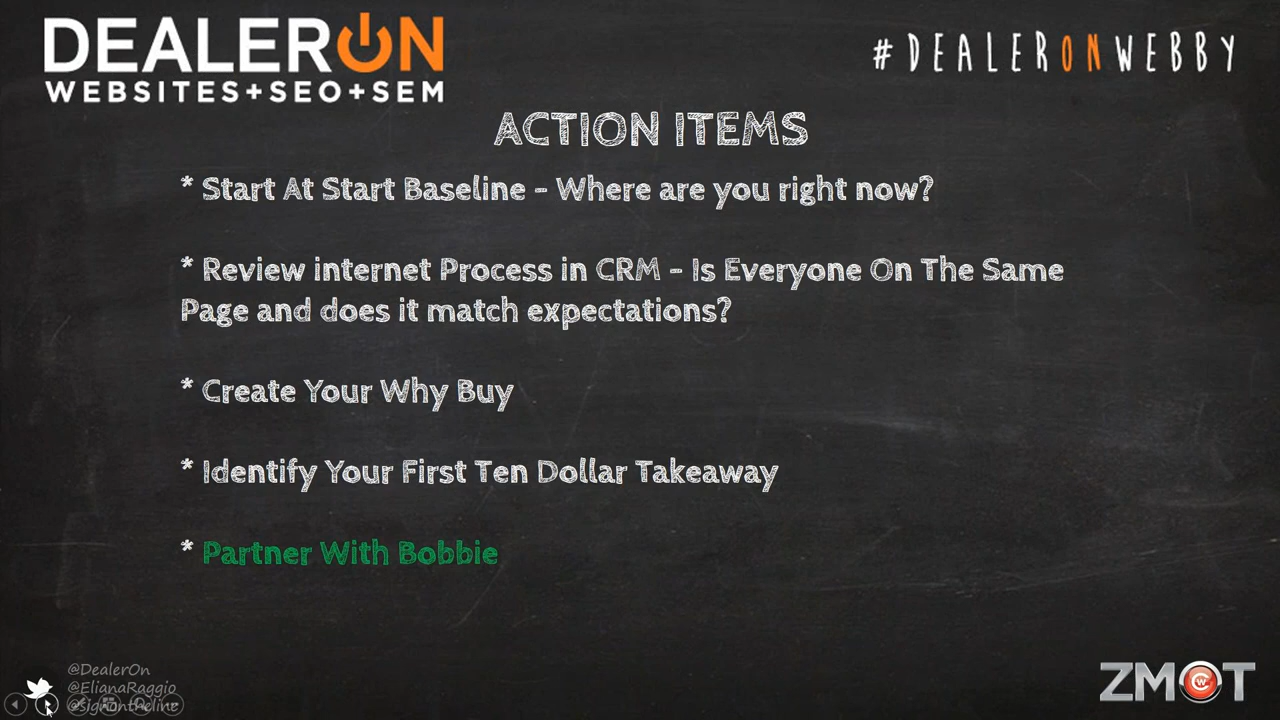 DEALERON
WEBSITES+SEO+SEM
#DEALERONWEBBY
ACTION ITEMS
* Start At Start Baseline - Where are you right now?
* Review internet Process in CRM - Is Everyone On The Same
Page and does it match expectations?
* Create Your Why Buy
* Identify Your First Ten Dollar Takeaway
* Partner With Bobbie
@DealerOn
@ElianaRaggio
@signontheline
ZMOT